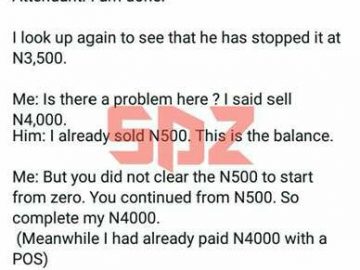 I look up again to see that he has stopped it at
N3,500.
Me: Is there a problem here ? I said sell
N4,000.
Him: I already sold N500. This is the balance.
SDZ
Me: But you did not clear the N500 to start
from zero. You continued from N500. So
complete my N4000.
(Meanwhile I had already paid N4000 with a
POS)